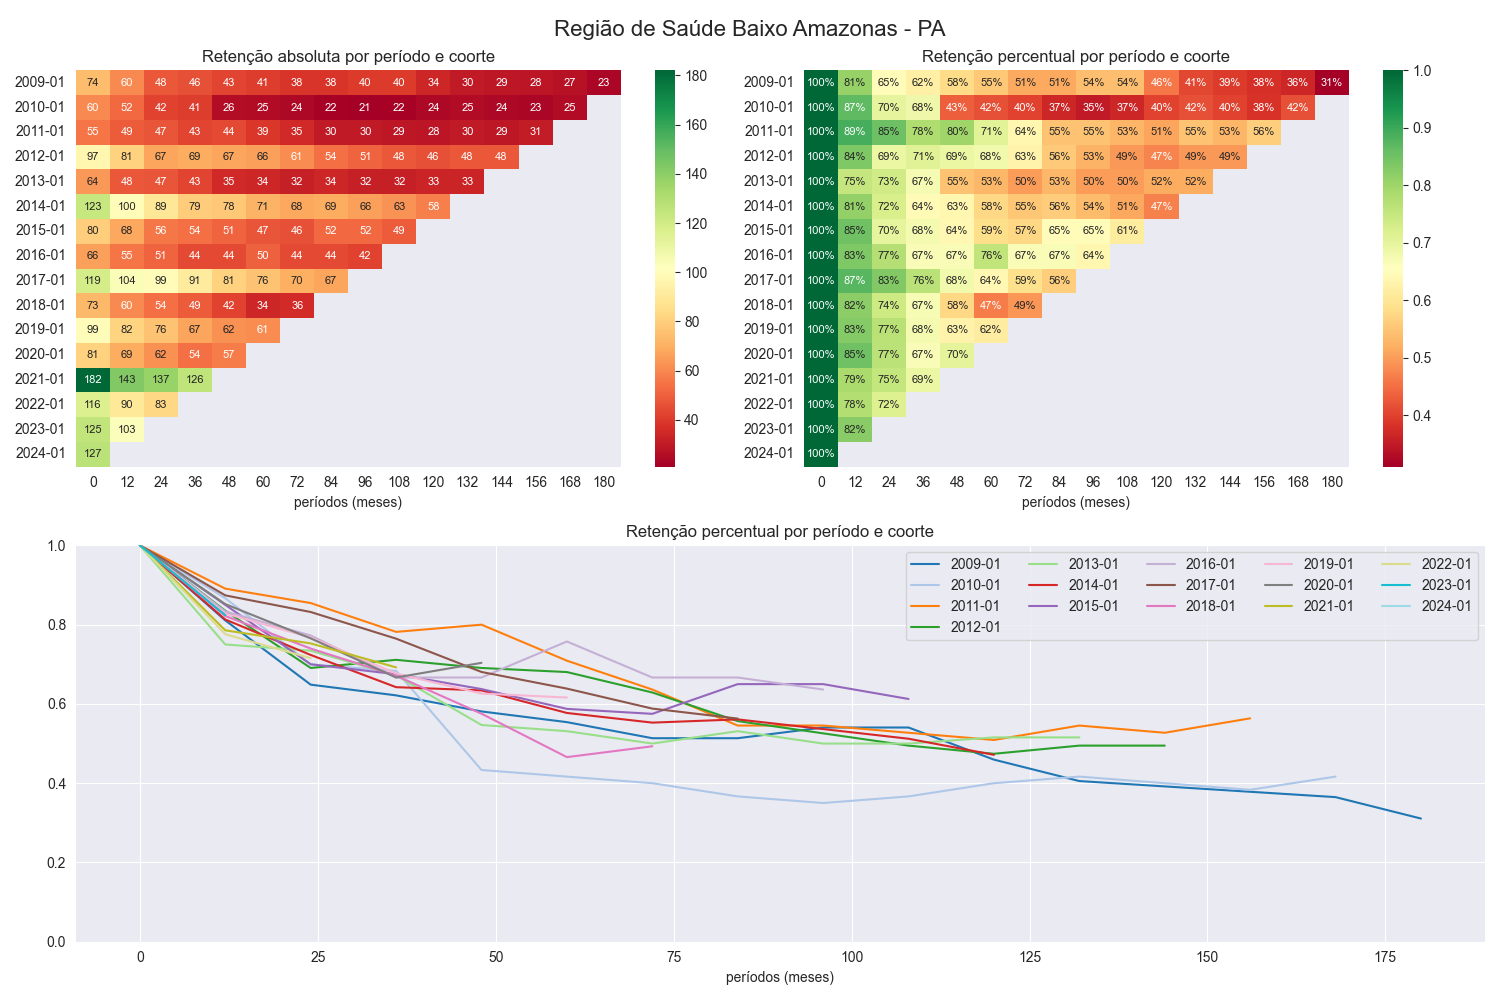 Região de Saúde Baixo Amazonas - PA
Retenção absoluta por período e coorte
2009-01 74 60 48 46 43 41 38 38 40 40 34 30 29 28 27 23
2010-01 60 52 42 41 26 25 24 22 21 22 24 25 24 23 25
2011-01 55 49 47 43 44 39 35 30 30 29 28 30 29 31
2012-01 97 81 67 69 67 66 61 54 51 48 46 48 48
2013-01 64 48 47 43 35 34 32 34 32 32 33 33
2014-01 123 100 89 79 78 71 68 69 66 63 58
2015-01 80 68 56 54 51 47 46 52 52 49
2016-01 66 55 51 44 44 50 44 44 42
2017-01 119 104 99 91 81 76 70 67
2018-01 73 60 54 49 42 34 36
2019-01 99 82 76 67 62 61
2020-01 81 69 62 54 57
2021-01 182 143 137 126
2022-01 116 90 83
2023-01 125 103
2024-01 127
0 12 24 36 48 60 72 84 96 108 120 132 144 156 168 180
períodos (meses)
180
160
140
120
100
80
60
40
Retenção percentual por período e coorte
2009-01 100% 81% 65% 62% 58% 55% 51% 51% 54% 54% 46% 41% 39% 38% 36% 31%
2010-01 100% 87% 70% 68% 43% 42% 40% 37% 35% 37% 40% 42% 40% 38% 42%
2011-01 100% 89% 85% 78% 80% 71% 64% 55% 55% 53% 51% 55% 53% 56%
2012-01 100% 84% 69% 71% 69% 68% 63% 56% 53% 49% 47% 49% 49%
2013-01 100% 75% 73% 67% 55% 53% 50% 53% 50% 50% 52% 52%
2014-01 100% 81% 72% 64% 63% 58% 55% 56% 54% 51% 47%
2015-01 100% 85% 70% 68% 64% 59% 57% 65% 65% 61%
2016-01 100% 83% 77% 67% 67% 76% 67% 67% 64%
2017-01 100% 87% 83% 76% 68% 64% 59% 56%
2018-01 100% 82% 74% 67% 58% 47% 49%
2019-01 100% 83% 77% 68% 63% 62%
2020-01 100% 85% 77% 67% 70%
2021-01 100% 79% 75% 69%
2022-01 100% 78% 72%
2023-01 100% 82%
2024-01 100%
0 12 24 36 48 60 72 84 96 108 120 132 144 156 168 180
períodos (meses)
1.0
0.9
0.8
0.7
0.6
0.5
0.4
Retenção percentual por período e coorte
1.0
0.8
0.6
0.4
0.2
0.0
2009-01 2013-01 2016-01 2019-01 2022-01
2010-01 2014-01 2017-01 2020-01 2023-01
2011-01 2015-01 2018-01 2021-01 2024-01
2012-01
0 25 50 75 100 125 150 175
períodos (meses)